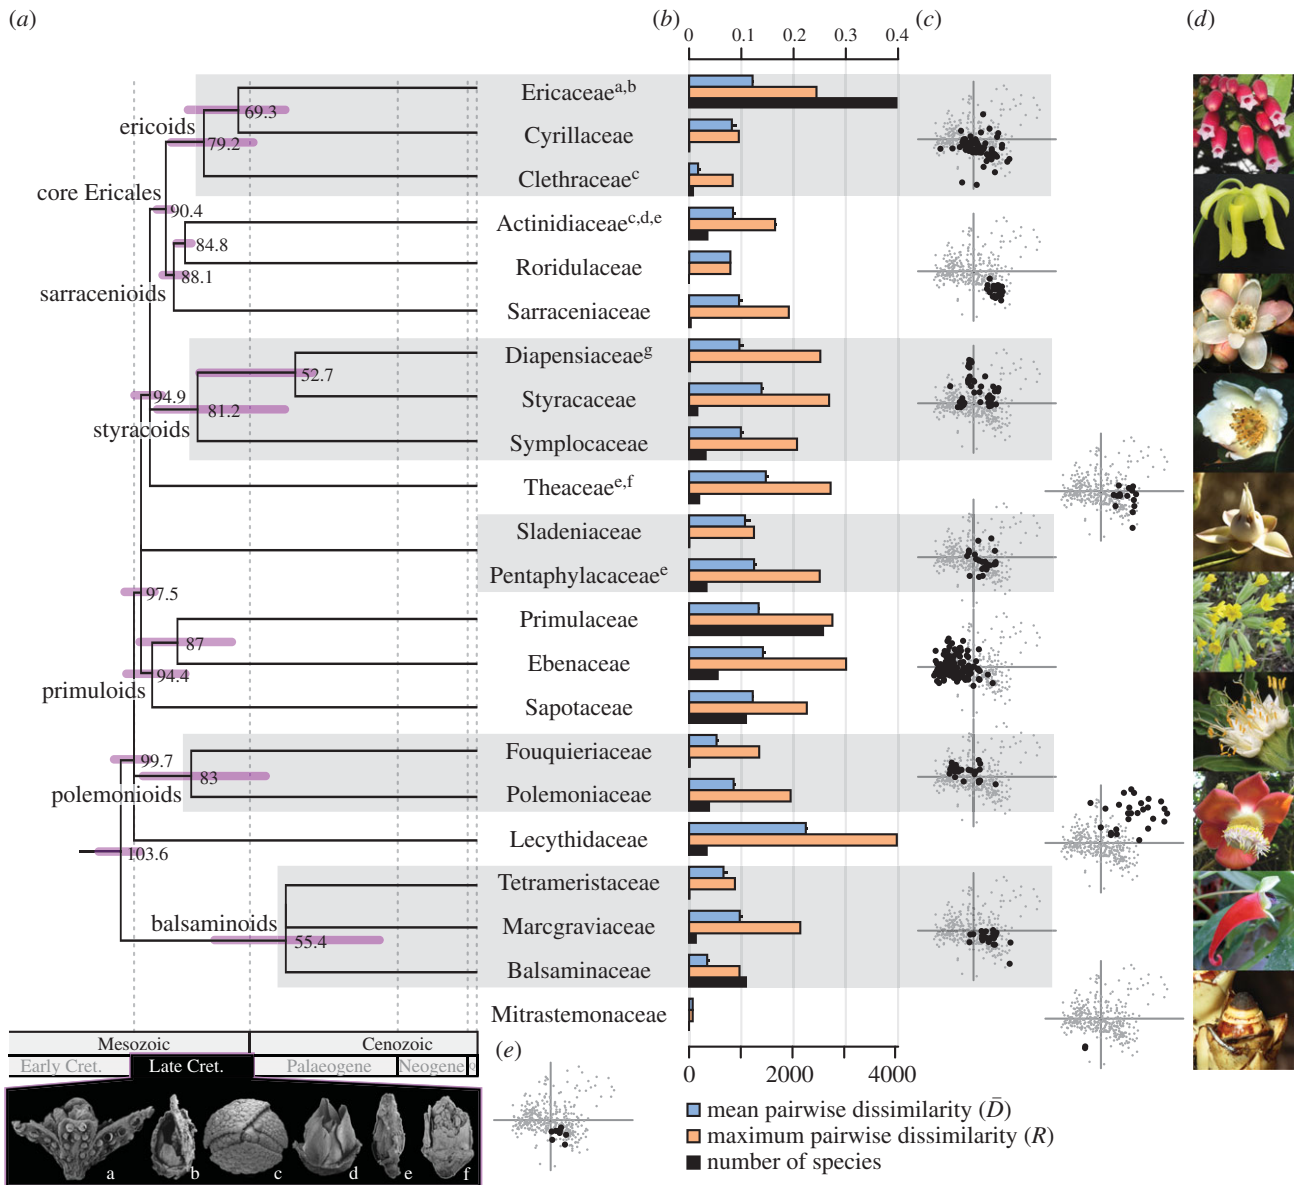 (a)
(b)
(c)
(d)
0 0.1 0.2 0.3 0.4
Ericaceae a,b
69.3
ericoids
Cyrillaceae
79.2
Clethraceae c
core Ericales
90.4
Actinidiaceae c,d,e
84.8
Roridulaceae
88.1
sarracenioids
Sarraceniaceae
Diapensiaceae g
52.7
94.9
Styracaceae
81.2
styracoids
Symplocaceae
Theaceae e,f
Sladeniaceae
Pentaphylacaceae e
97.5
Primulaceae
87
Ebenaceae
94.4
primuloids
Sapotaceae
Fouquieriaceae
99.7
83
polemonioids
Polemoniaceae
Lecythidaceae
103.6
Tetrameristaceae
balsaminoids
Marcgraviaceae
55.4
Balsaminaceae
Mitrastemonaceae
Mesozoic Cenozoic
Early Cret. Late Cret. Palaeogene Neogene Q
(e)
0 2000 4000
mean pairwise dissimilarity (D̄)
maximum pairwise dissimilarity (R)
number of species
a b c d e f